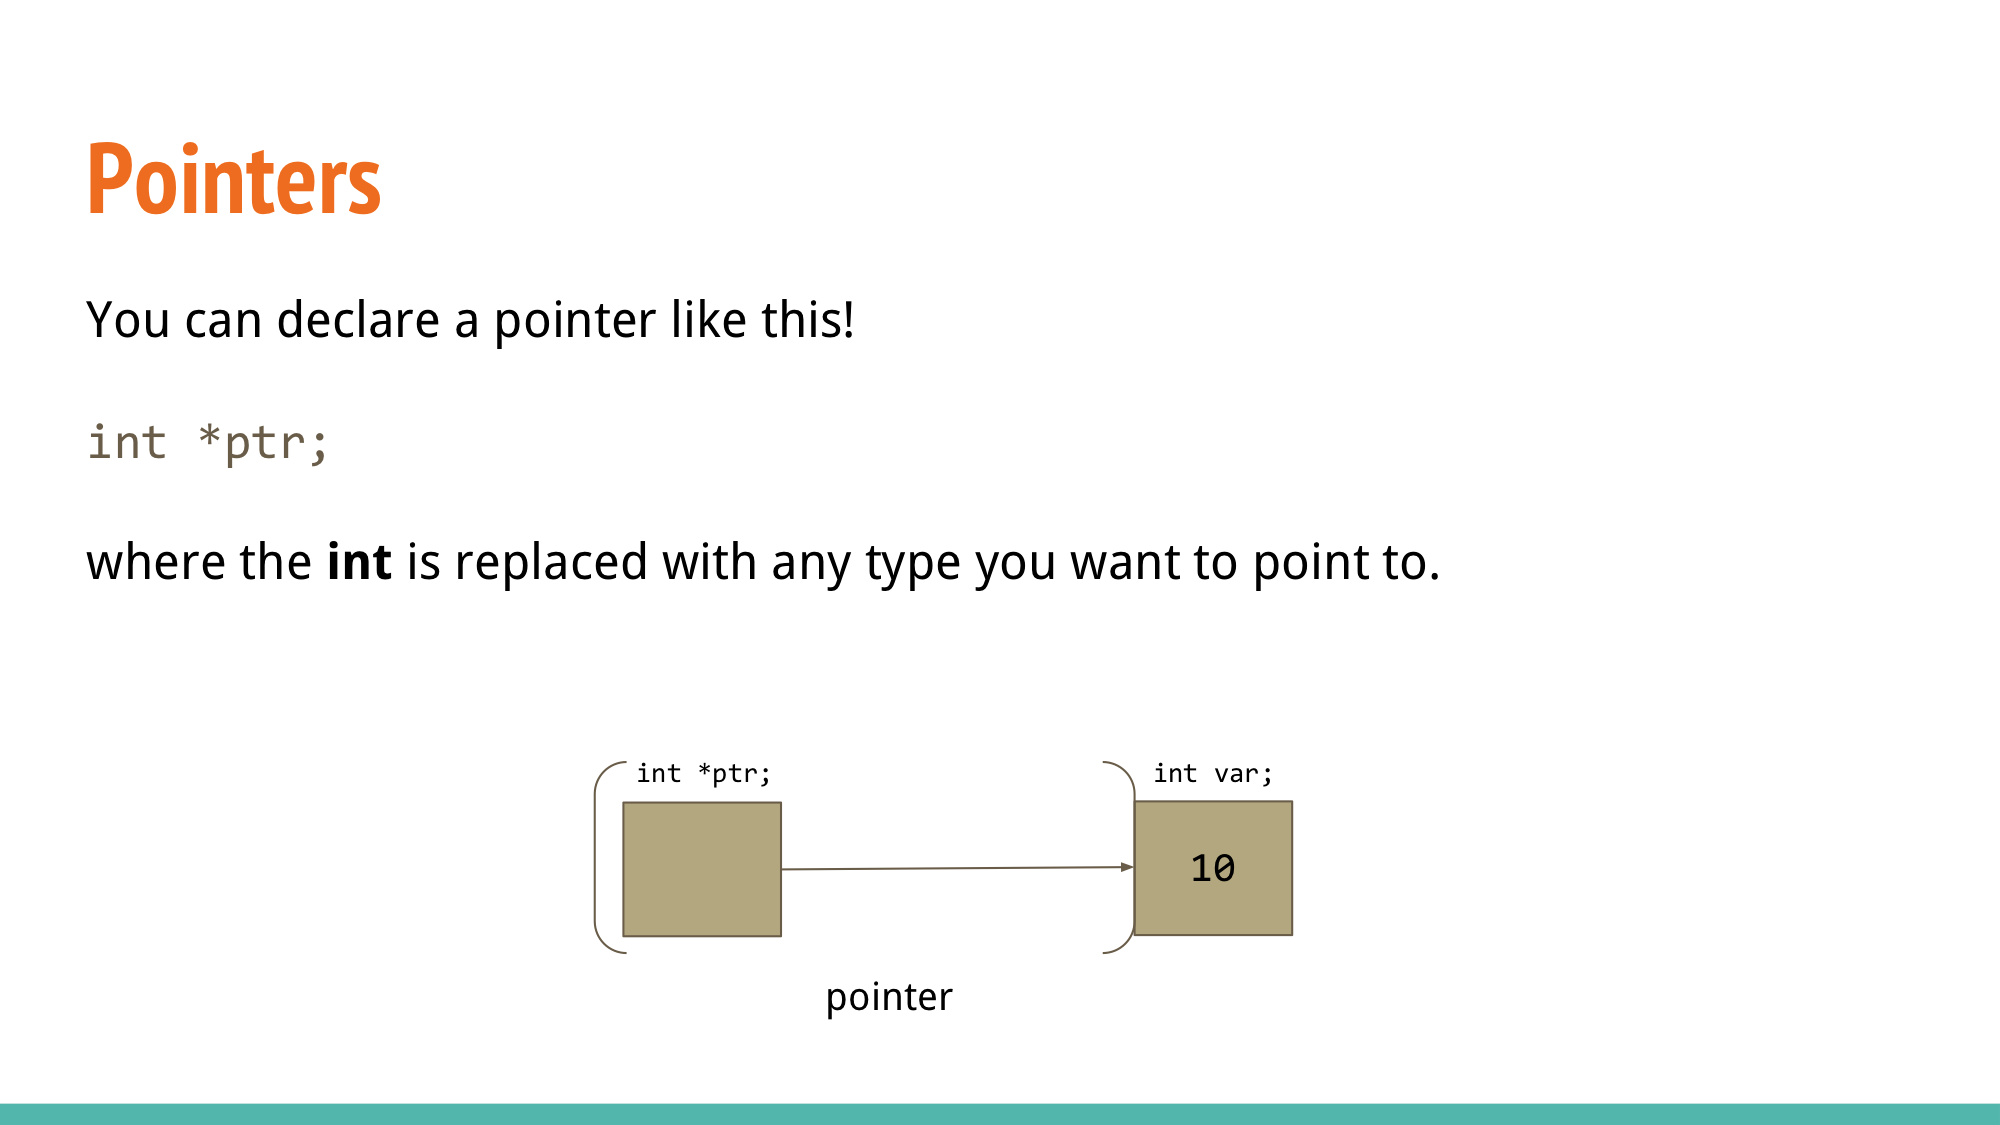 Pointers
You can declare a pointer like this!
int *ptr;
where the int is replaced with any type you want to point to.
int *ptr;
int var;
10
pointer